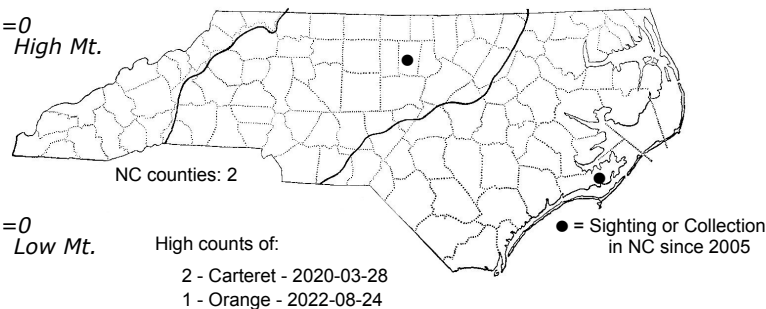 =0
High Mt.
NC counties: 2
=0
Low Mt.
High counts of:
2 - Carteret - 2020-03-28
1 - Orange - 2022-08-24
● = Sighting or Collection
in NC since 2005